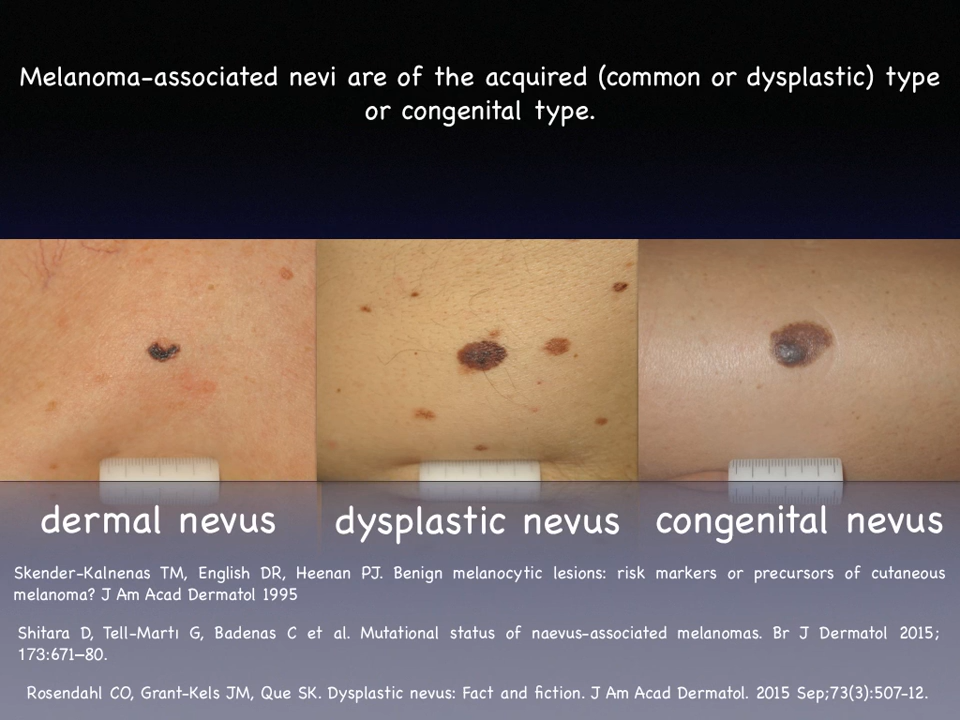 Melanoma-associated nevi are of the acquired (common or dysplastic) type
or congenital type.
dermal nevus
dysplastic nevus
congenital nevus
Skender-Kalnenas TM, English DR, Heenan PJ. Benign melanocytic lesions: risk markers or precursors of cutaneous
melanoma? J Am Acad Dermatol 1995
Shitara D, Tell-Martı G, Badenas C et al. Mutational status of naevus-associated melanomas. Br J Dermatol 2015;
173:671–80.
Rosendahl CO, Grant-Kels JM, Que SK. Dysplastic nevus: Fact and fiction. J Am Acad Dermatol. 2015 Sep;73(3):507-12.